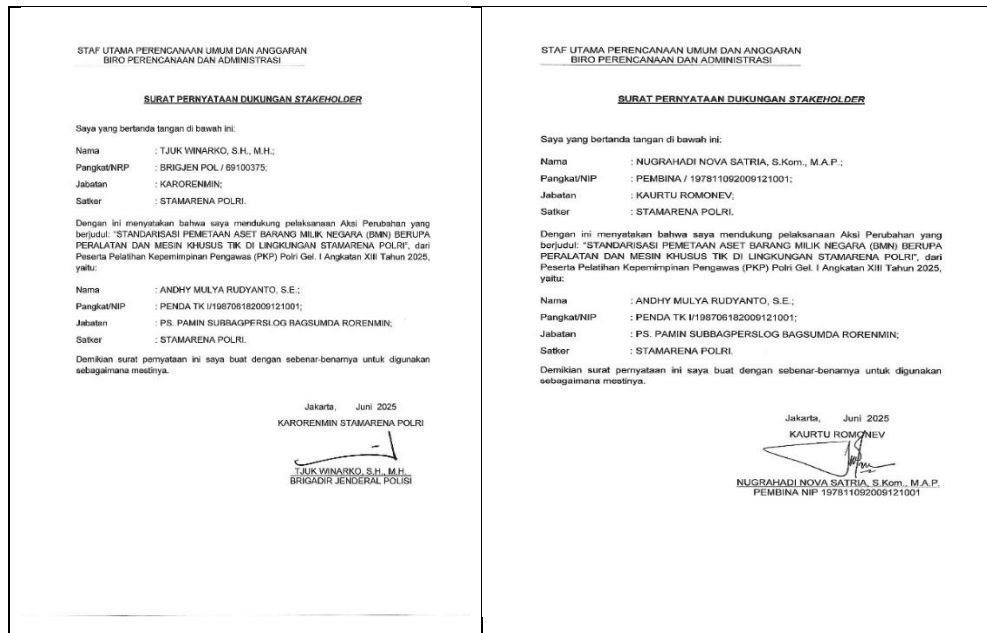 STAF UTAMA PERENCANAAN UMUM DAN ANGGARAN
BIRO PERENCANAAN DAN ADMINISTRASI
SURAT PERNYATAAN DUKUNGAN STAKEHOLDER
Saya yang bertanda tangan di bawah ini:
Nama : TJUK WINARKO, S.H., M.H.;
Pangkat/NRP : BRIGJEN POL / 69100375;
Jabatan : KARORENMIN;
Satker : STAMARENA POLRI.
Dengan ini menyatakan bahwa saya mendukung pelaksanaan Aksi Perubahan yang
berjudul: "STANDARISASI PEMETAAN ASET BARANG MILIK NEGARA (BMN) BERUPA
PERALATAN DAN MESIN KHUSUS TIK DI LINGKUNGAN STAMARENA POLRI", dari
Peserta Pelatihan Kepemimpinan Pengawas (PKP) Polri Gel. I Angkatan XIII Tahun 2025,
yaitu:
Nama : ANDHY MULYA RUDYANTO, S.E.;
Pangkat/NIP : PENDA TK I/198706182009121001;
Jabatan : PS. PAMIN SUBBAGPERSLOG BAGSUMDA RORENMIN;
Satker : STAMARENA POLRI.
Demikian surat pernyataan ini saya buat dengan sebenar-benarnya untuk digunakan
sebagaimana mestinya.
Jakarta, Juni 2025
KARORENMIN STAMARENA POLRI
TJUK WINARKO, S.H., M.H.
BRIGADIR JENDERAL POLISI
STAF UTAMA PERENCANAAN UMUM DAN ANGGARAN
BIRO PERENCANAAN DAN ADMINISTRASI
SURAT PERNYATAAN DUKUNGAN STAKEHOLDER
Saya yang bertanda tangan di bawah ini:
Nama : NUGRAHADI NOVA SATRIA, S.Kom., M.A.P.;
Pangkat/NIP : PEMBINA / 197811092009121001;
Jabatan : KAURTU ROMONEV;
Satker : STAMARENA POLRI.
Dengan ini menyatakan bahwa saya mendukung pelaksanaan Aksi Perubahan yang
berjudul: "STANDARISASI PEMETAAN ASET BARANG MILIK NEGARA (BMN) BERUPA
PERALATAN DAN MESIN KHUSUS TIK DI LINGKUNGAN STAMARENA POLRI", dari
Peserta Pelatihan Kepemimpinan Pengawas (PKP) Polri Gel. I Angkatan XIII Tahun 2025,
yaitu:
Nama : ANDHY MULYA RUDYANTO, S.E.;
Pangkat/NIP : PENDA TK I/198706182009121001;
Jabatan : PS. PAMIN SUBBAGPERSLOG BAGSUMDA RORENMIN;
Satker : STAMARENA POLRI.
Demikian surat pernyataan ini saya buat dengan sebenar-benarnya untuk digunakan
sebagaimana mestinya.
Jakarta, Juni 2025
KAURTU ROMONEV
NUGRAHADI NOVA SATRIA, S.Kom., M.A.P.
PEMBINA NIP 197811092009121001